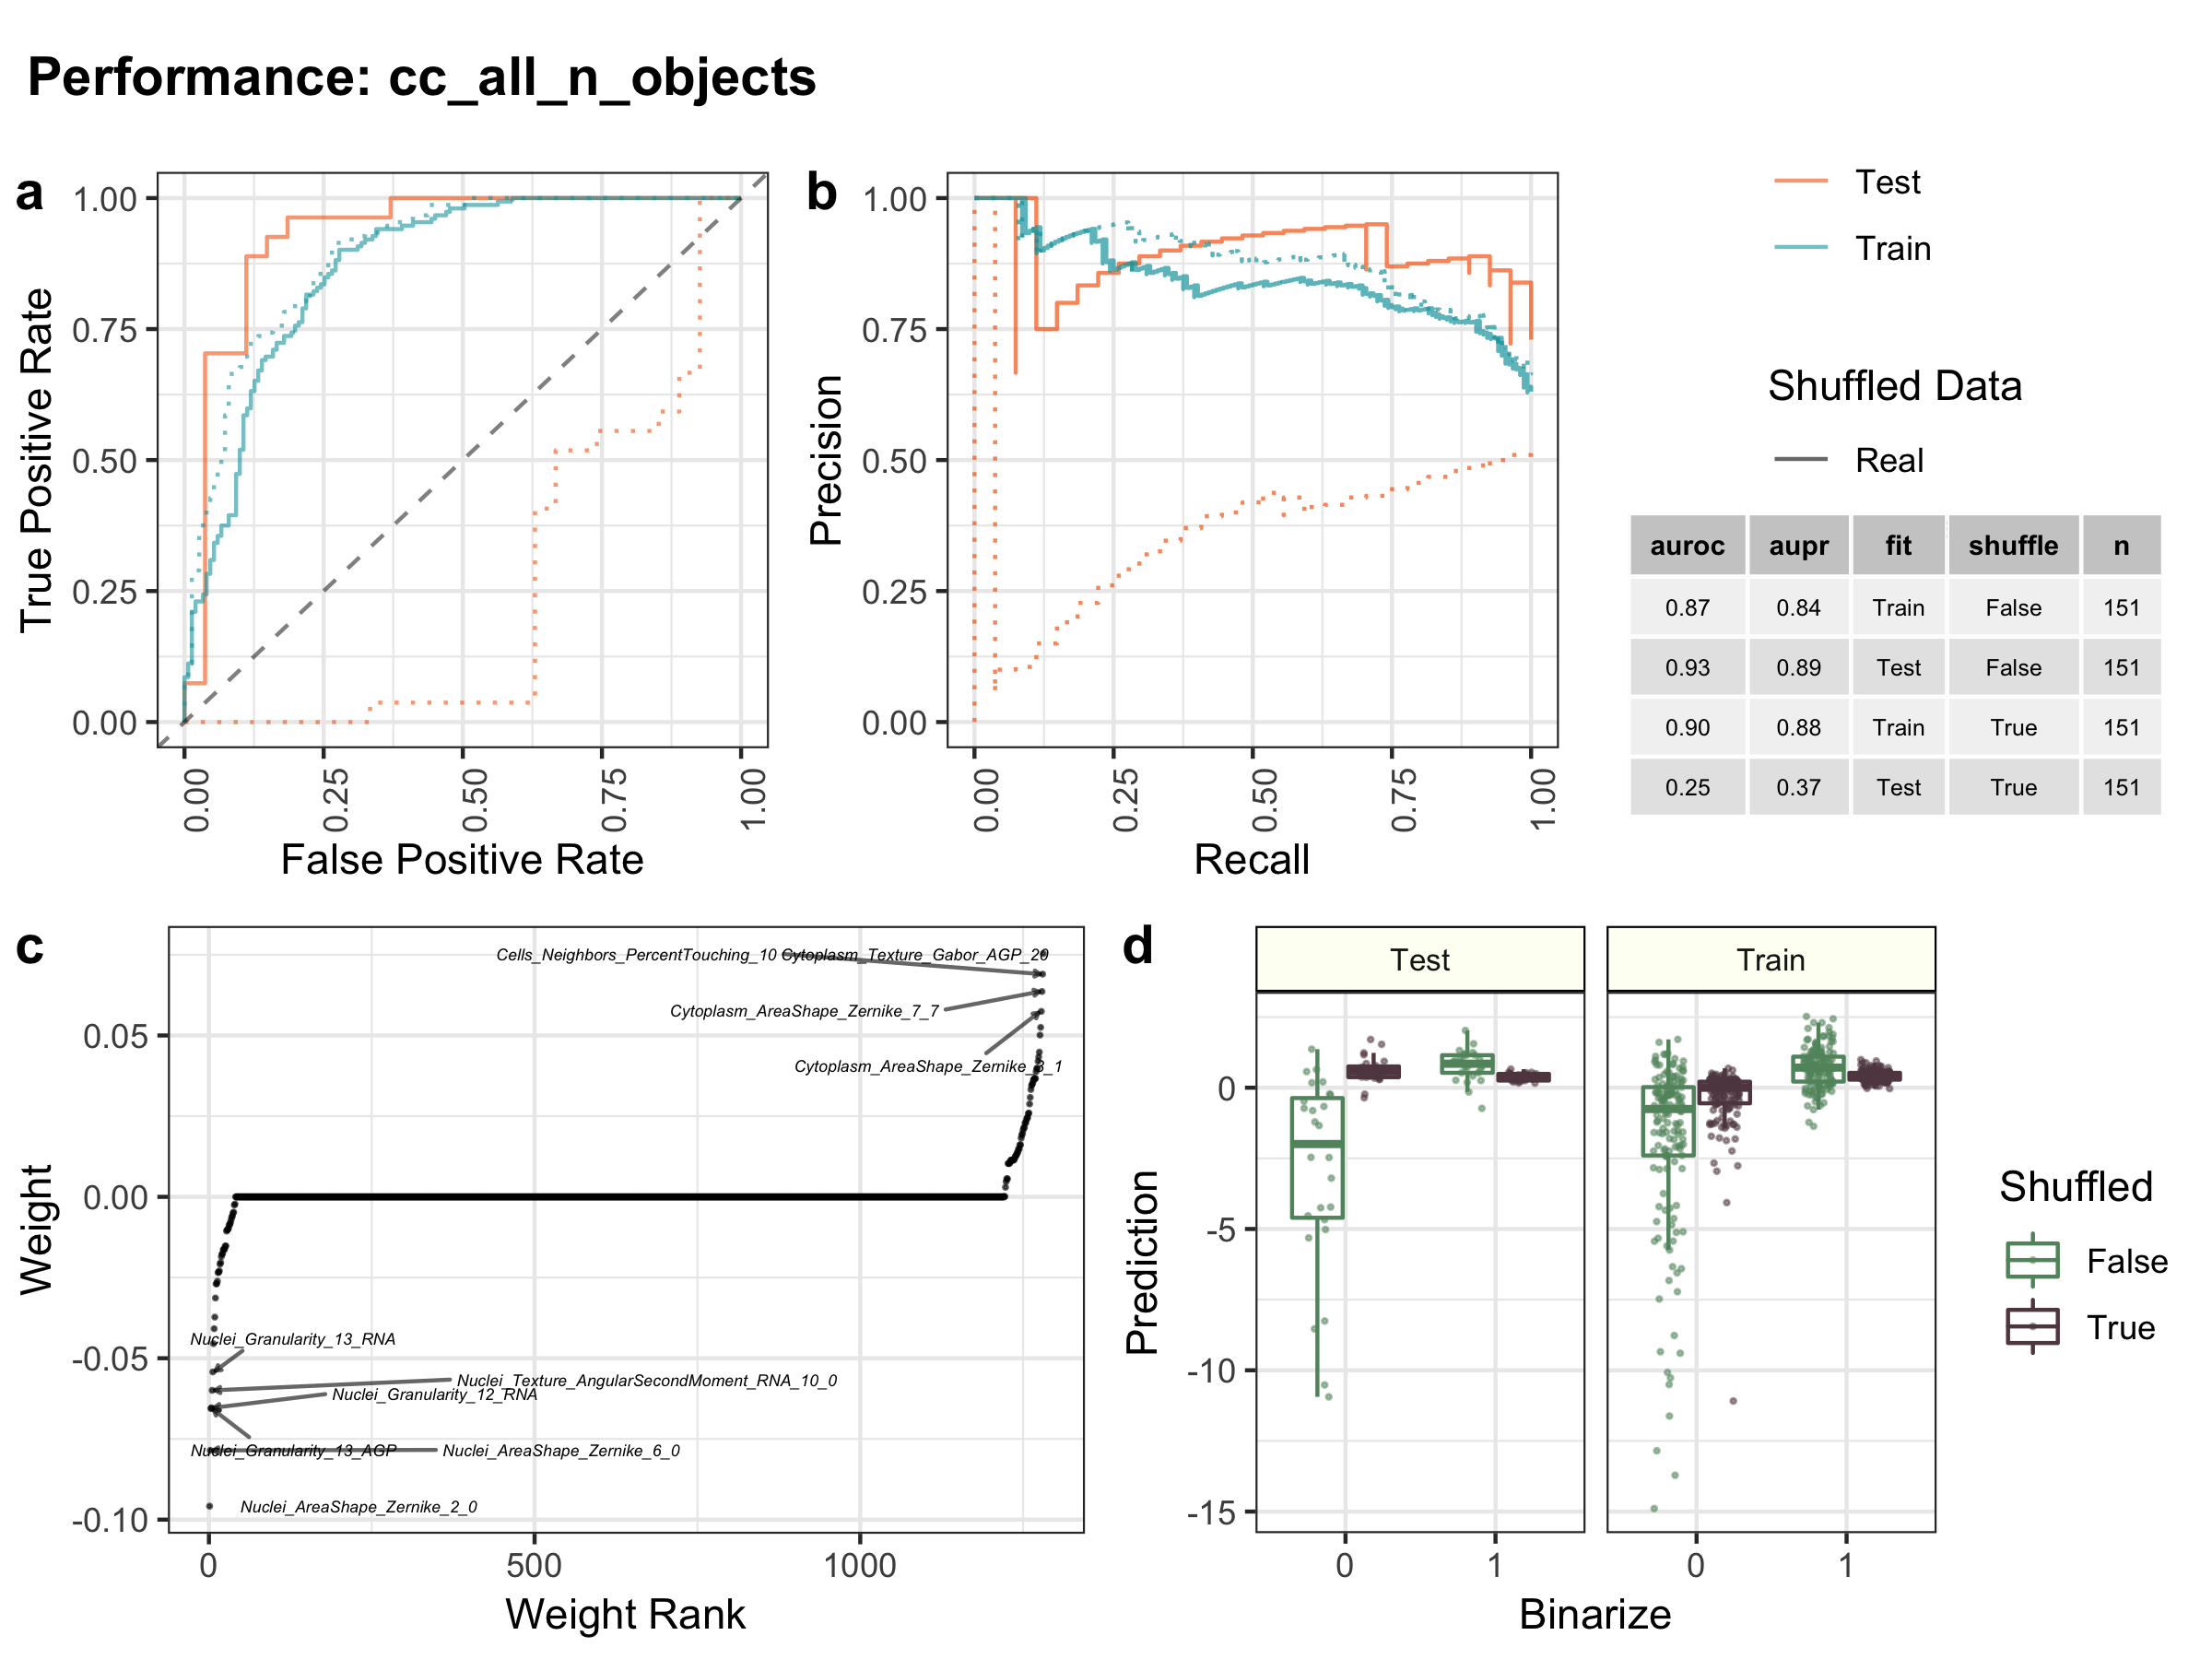 Performance: cc_all_n_objects
a
1.00
0.75
0.50
0.25
0.00
True Positive Rate
0.00 0.25 0.50 0.75 1.00
False Positive Rate
b
1.00
0.75
0.50
0.25
0.00
Precision
0.00 0.25 0.50 0.75 1.00
Recall
Test
Train
Shuffled Data
Real
auroc aupr fit shuffle n
0.87 0.84 Train False 151
0.93 0.89 Test False 151
0.90 0.88 Train True 151
0.25 0.37 Test True 151
c
Cells_Neighbors_PercentTouching_10 Cytoplasm_Texture_Gabor_AGP_20
Cytoplasm_AreaShape_Zernike_7_7
Cytoplasm_AreaShape_Zernike_3_1
Nuclei_Granularity_13_RNA
Nuclei_Texture_AngularSecondMoment_RNA_10_0
Nuclei_Granularity_12_RNA
Nuclei_Granularity_13_AGP
Nuclei_AreaShape_Zernike_6_0
Nuclei_AreaShape_Zernike_2_0
0.05
0.00
-0.05
-0.10
Weight
0 500 1000
Weight Rank
d
Test Train
0
-5
-10
-15
Prediction
0 1 0 1
Binarize
Shuffled
False
True